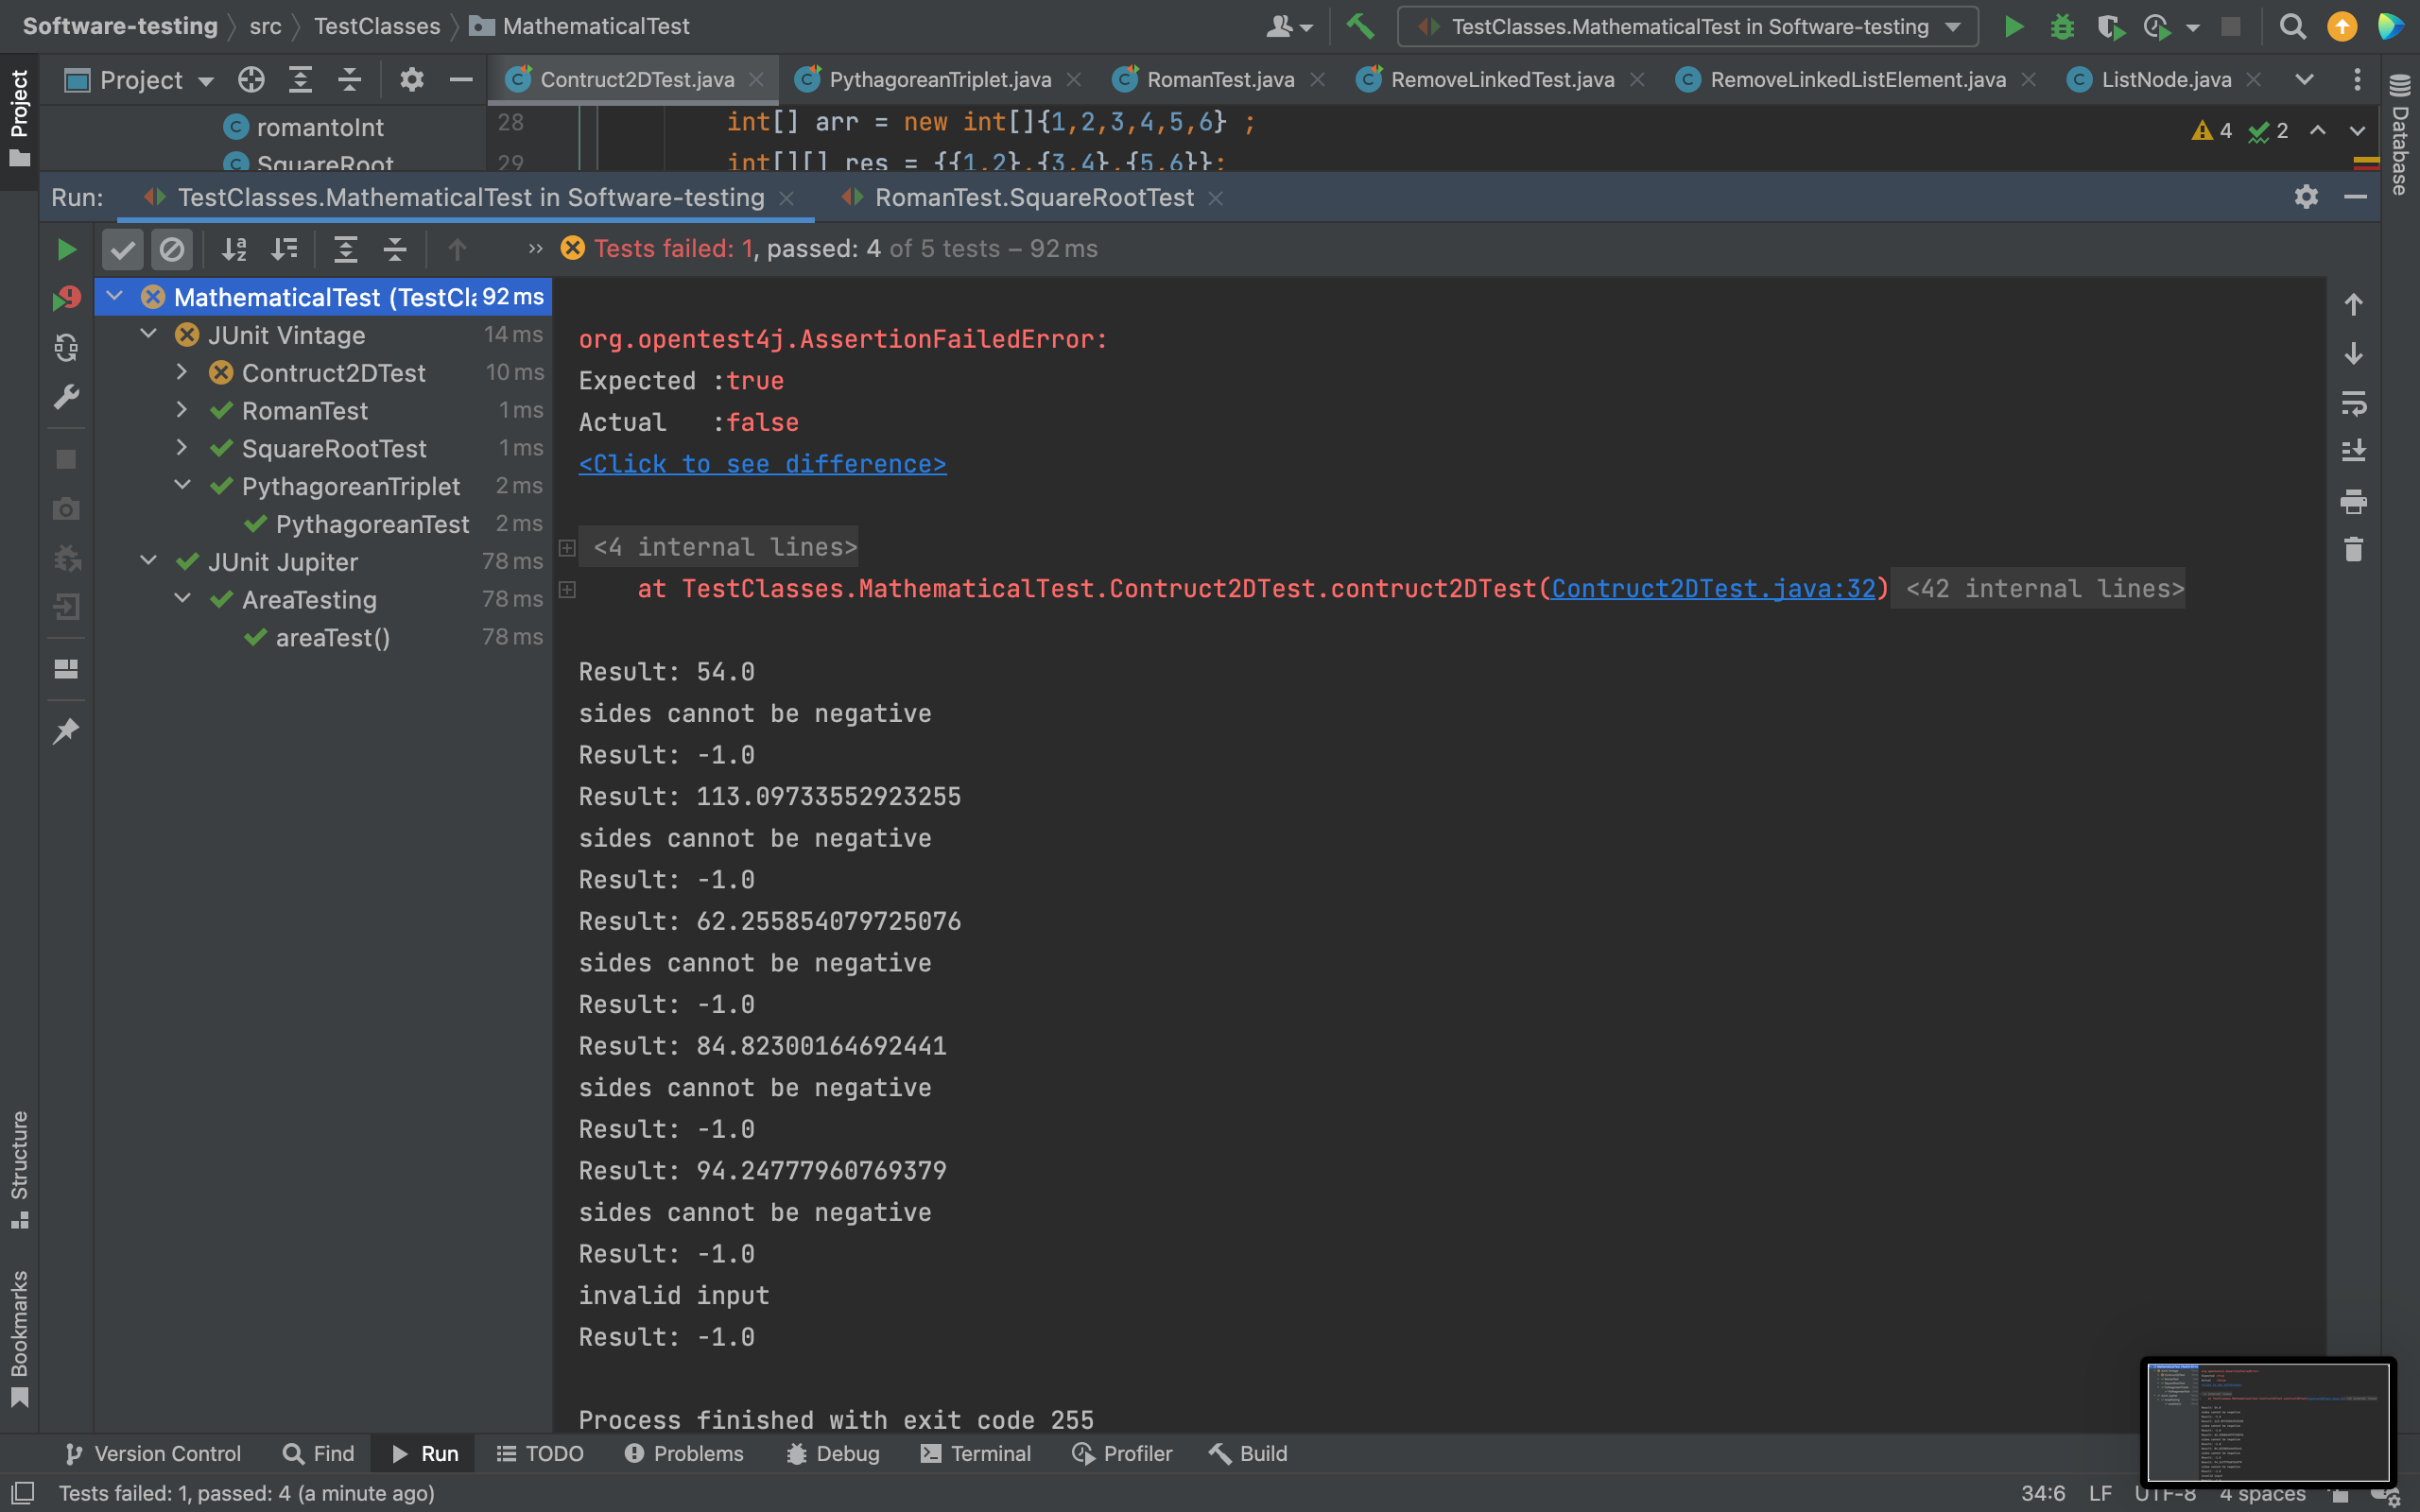 Software-testing src TestClasses MathematicalTest TestClasses.MathematicalTest in Software-testing
Project Project Contruct2DTest.java PythagoreanTriplet.java RomanTest.java RemoveLinkedTest.java RemoveLinkedListElement.java ListNode.java Database
romantoInt 28 int[] arr = new int[]{1,2,3,4,5,6} ; 4 2
SquareRoot 29 int[][] res = {{1,2},{3,4},{5,6}};
Run: TestClasses.MathematicalTest in Software-testing RomanTest.SquareRootTest
Tests failed: 1, passed: 4 of 5 tests – 92 ms
MathematicalTest (TestCla 92 ms
JUnit Vintage 14 ms
Contruct2DTest 10 ms
RomanTest 1 ms
SquareRootTest 1 ms
PythagoreanTriplet 2 ms
PythagoreanTest 2 ms
JUnit Jupiter 78 ms
AreaTesting 78 ms
areaTest() 78 ms
org.opentest4j.AssertionFailedError:
Expected :true
Actual   :false
<Click to see difference>
<4 internal lines>
at TestClasses.MathematicalTest.Contruct2DTest.contruct2DTest(Contruct2DTest.java:32) <42 internal lines>
Result: 54.0
sides cannot be negative
Result: -1.0
Result: 113.09733552923255
sides cannot be negative
Result: -1.0
Result: 62.255854079725076
sides cannot be negative
Result: -1.0
Result: 84.82300164692441
sides cannot be negative
Result: -1.0
Result: 94.24777960769379
sides cannot be negative
Result: -1.0
invalid input
Result: -1.0
Process finished with exit code 255
Structure
Bookmarks
Version Control Find Run TODO Problems Debug Terminal Profiler Build
Tests failed: 1, passed: 4 (a minute ago) 34:6 LF UTF-8 4 spaces